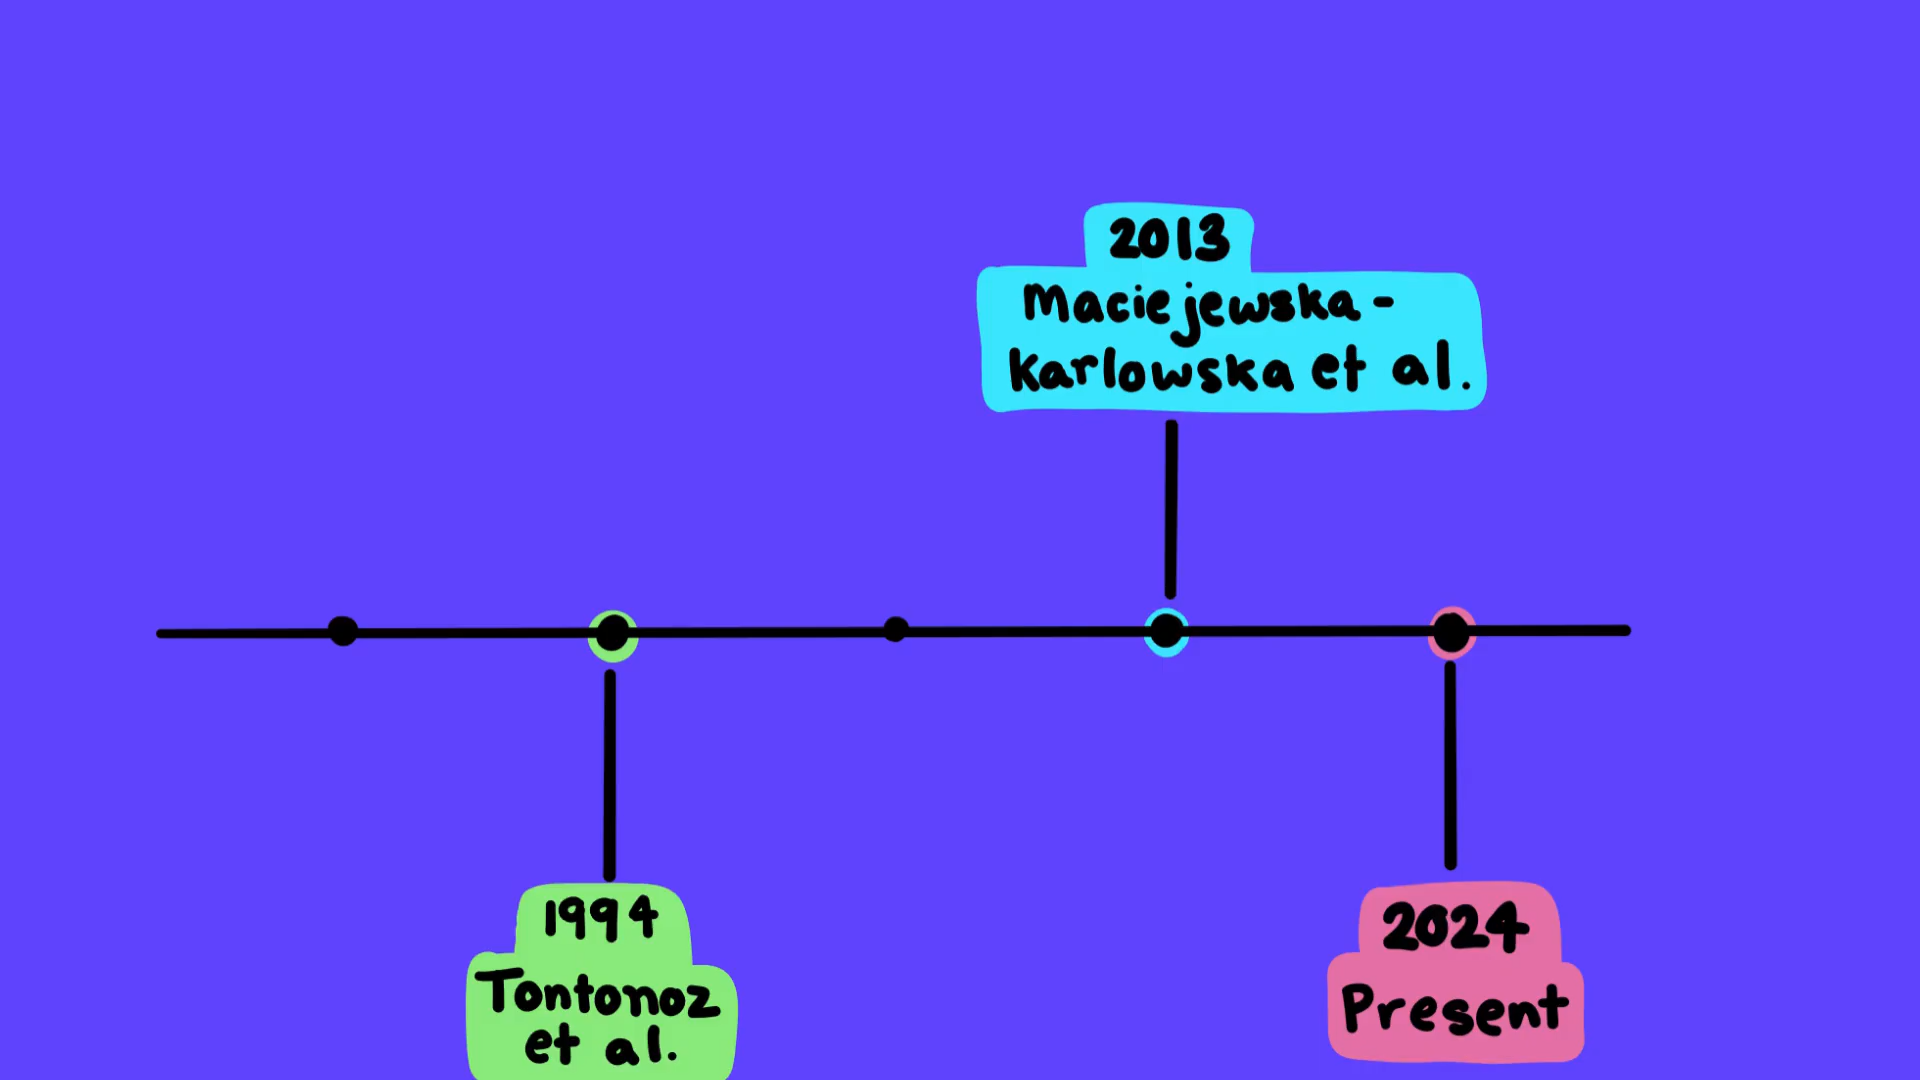 2013
Maciejewska-
Karlowska et al.
1994
Tontonoz
et al.
2024
Present